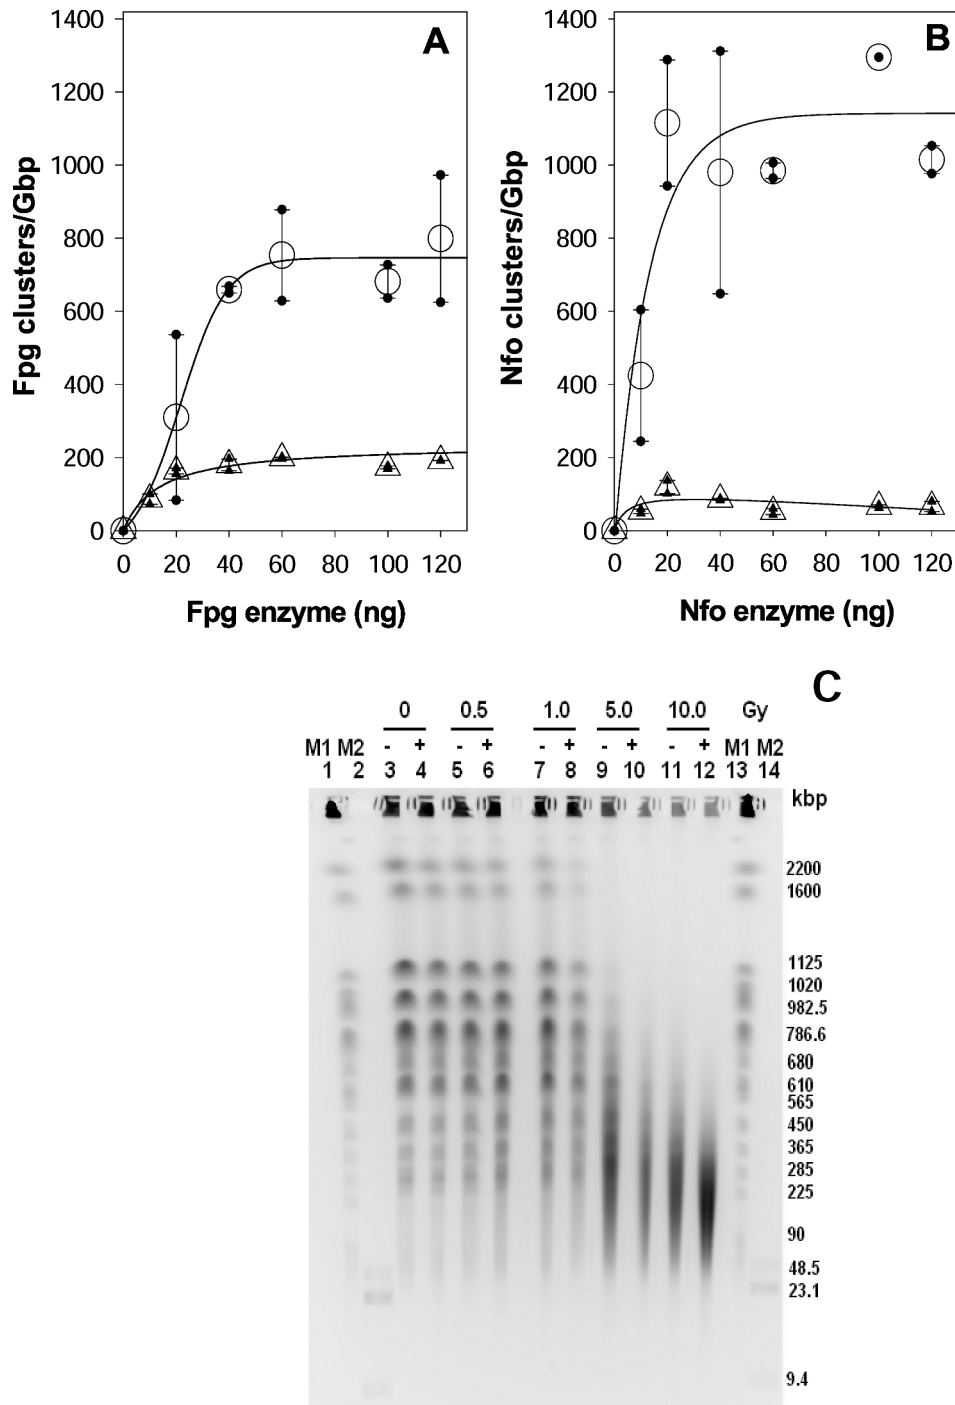 A
1400
1200
1000
800
600
400
200
0
Fpg clusters/Gbp
0 20 40 60 80 100 120
Fpg enzyme (ng)
B
1400
1200
1000
800
600
400
200
0
Nfo clusters/Gbp
0 20 40 60 80 100 120
Nfo enzyme (ng)
C
0 0.5 1.0 5.0 10.0 Gy
M1 M2 - + - + - + - + - + M1 M2
1 2 3 4 5 6 7 8 9 10 11 12 13 14
kbp
2200
1600
1125
1020
982.5
786.6
680
610
565
450
365
285
225
90
48.5
23.1
9.4